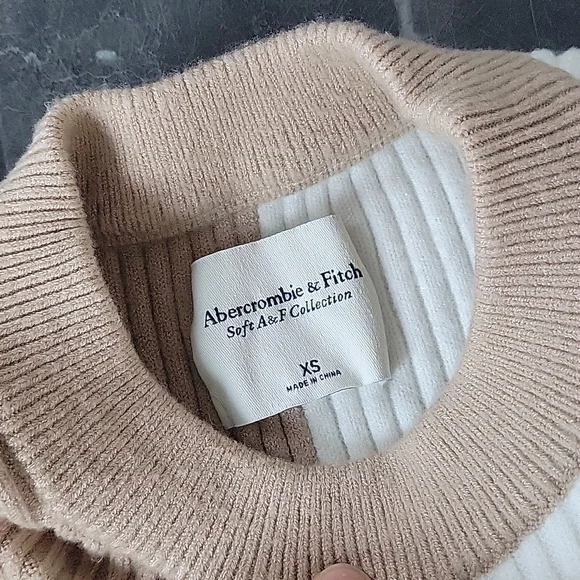 Abercrombie & Fitch
Soft A&F Collection
XS
MADE IN CHINA